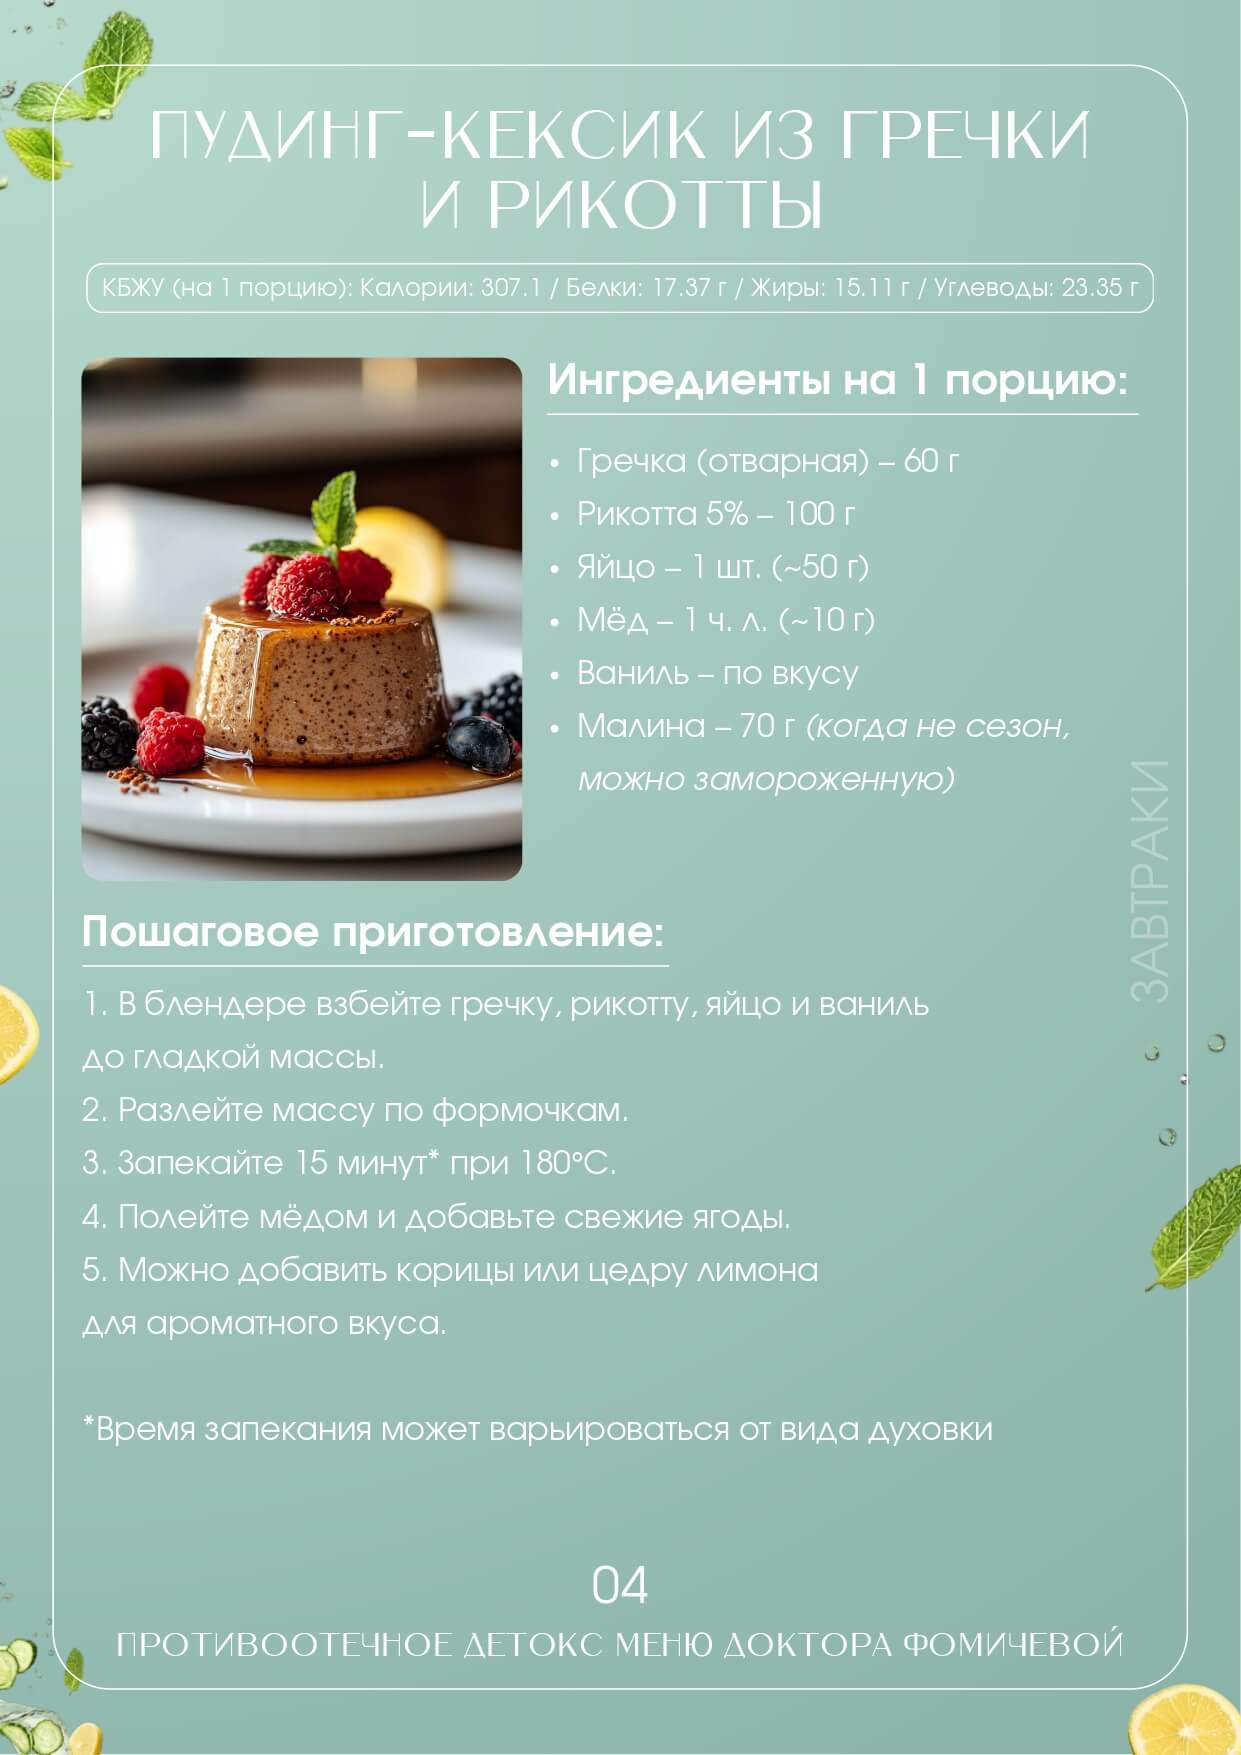 ПУДИНГ-КЕКСИК ИЗ ГРЕЧКИ
И РИКОТТЫ
КБЖУ (на 1 порцию): Калории: 307.1 / Белки: 17.37 г / Жиры: 15.11 г / Углеводы: 23.35 г
Ингредиенты на 1 порцию:
• Гречка (отварная) – 60 г
• Рикотта 5% – 100 г
• Яйцо – 1 шт. (~50 г)
• Мёд – 1 ч. л. (~10 г)
• Ваниль – по вкусу
• Малина – 70 г (когда не сезон,
можно замороженную)
ЗАВТРАКИ
Пошаговое приготовление:
1. В блендере взбейте гречку, рикотту, яйцо и ваниль
до гладкой массы.
2. Разлейте массу по формочкам.
3. Запекайте 15 минут* при 180°С.
4. Полейте мёдом и добавьте свежие ягоды.
5. Можно добавить корицы или цедру лимона
для ароматного вкуса.
*Время запекания может варьироваться от вида духовки
04
ПРОТИВООТЕЧНОЕ ДЕТОКС МЕНЮ ДОКТОРА ФОМИЧЕВОЙ